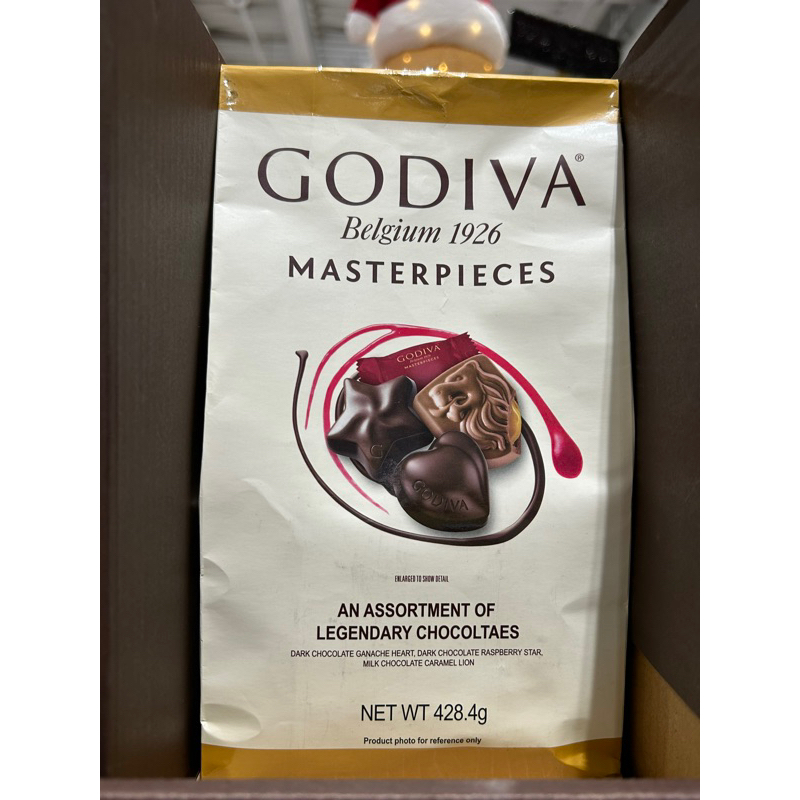 GODIVA®
Belgium 1926
MASTERPIECES
GODIVA
MASTERPIECES
G
GODIVA
ENLARGED TO SHOW DETAIL
AN ASSORTMENT OF
LEGENDARY CHOCOLTAES
DARK CHOCOLATE GANACHE HEART, DARK CHOCOLATE RASPBERRY STAR,
MILK CHOCOLATE CARAMEL LION
NET WT 428.4g
Product photo for reference only